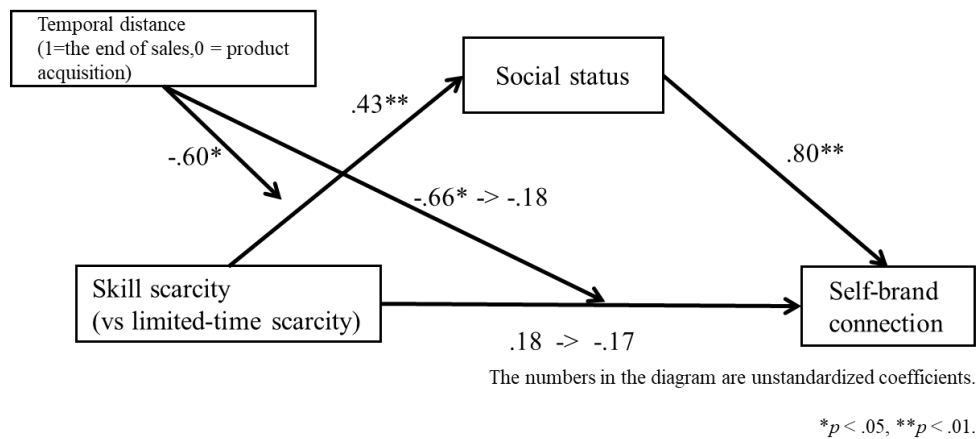 Temporal distance
(1=the end of sales,0 = product
acquisition)
Social status
.43**
-.60*
.80**
-.66* -> -.18
Skill scarcity
(vs limited-time scarcity)
Self-brand
connection
.18 -> -.17
The numbers in the diagram are unstandardized coefficients.
*p < .05, **p < .01.